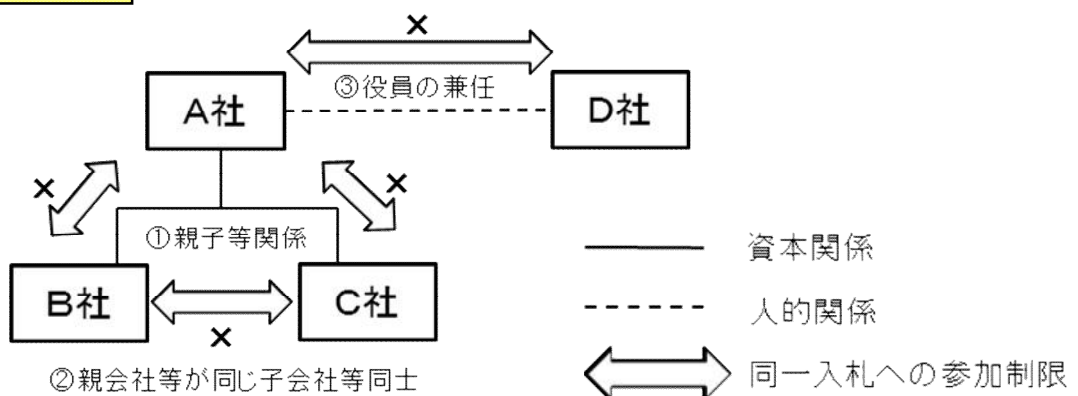 ×
③役員の兼任
A社
D社
×
×
①親子等関係
資本関係
B社
C社
×
人的関係
②親会社等が同じ子会社等同士
同一入札への参加制限